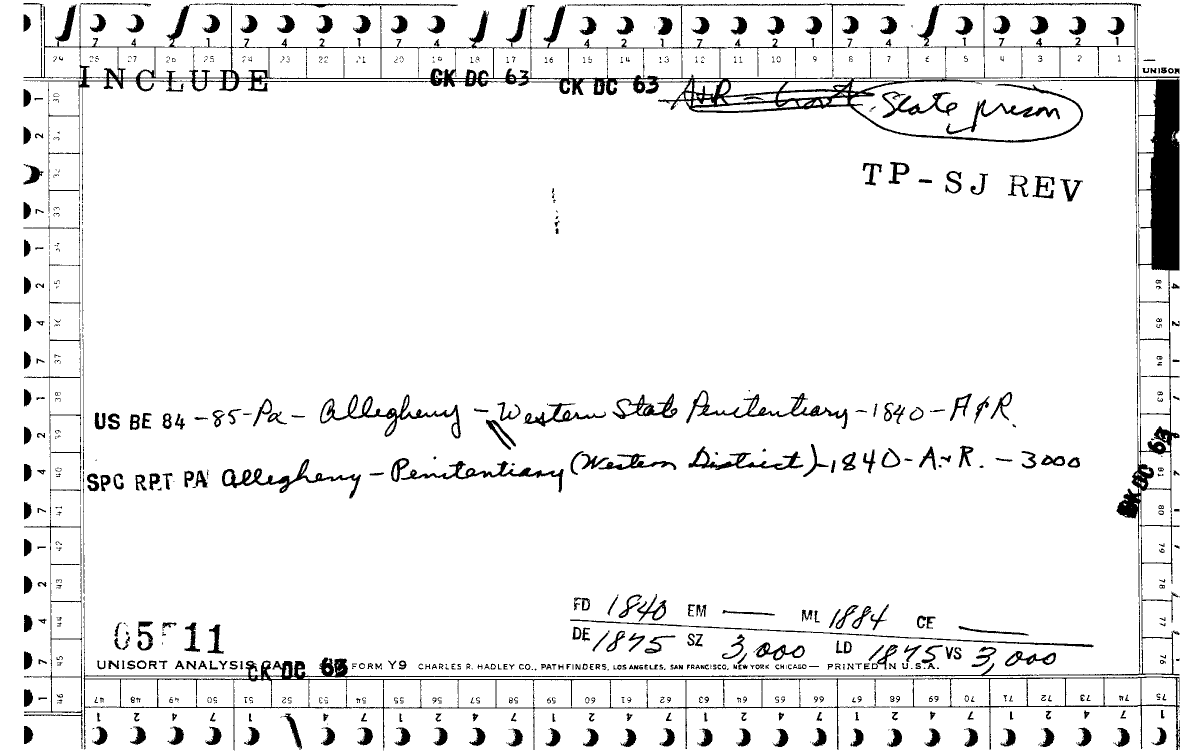 7 4 2 1 7 4 2 1 7 4 2 1 7 4 2 1 7 4 2 1 7 4 2 1 7 4 2 1
29 26 27 26 25 24 23 22 21 20 19 18 17 16 15 14 13 12 11 10 9 8 7 6 5 4 3 2 1
UNISOR
INCLUDE CK DC 63 CK DC 63 A&R State prison
TP-SJ REV
US BE 84-85-Pa - Allegheny - Western State Penitentiary - 1840 - A&R.
SPC RPT PA Allegheny - Penitentiary (Western District) - 1840 - A & R. - 3000
CK DC 63
FD 1840 EM — ML 1884 CE —
DE 1875 SZ 3,000 LD 1875 VS 3,000
05 11
UNISORT ANALYSIS CARD FORM Y9 CHARLES R. HADLEY CO., PATHFINDERS, LOS ANGELES, SAN FRANCISCO, NEW YORK CHICAGO — PRINTED IN U.S.A.
CK DC 63
47 48 49 50 51 52 53 54 55 56 57 58 59 60 61 62 63 64 65 66 67 68 69 70 71 72 73 74 75
1 2 4 7 1 2 4 7 1 2 4 7 1 2 4 7 1 2 4 7 1 2 4 7 1 2 4 7 1